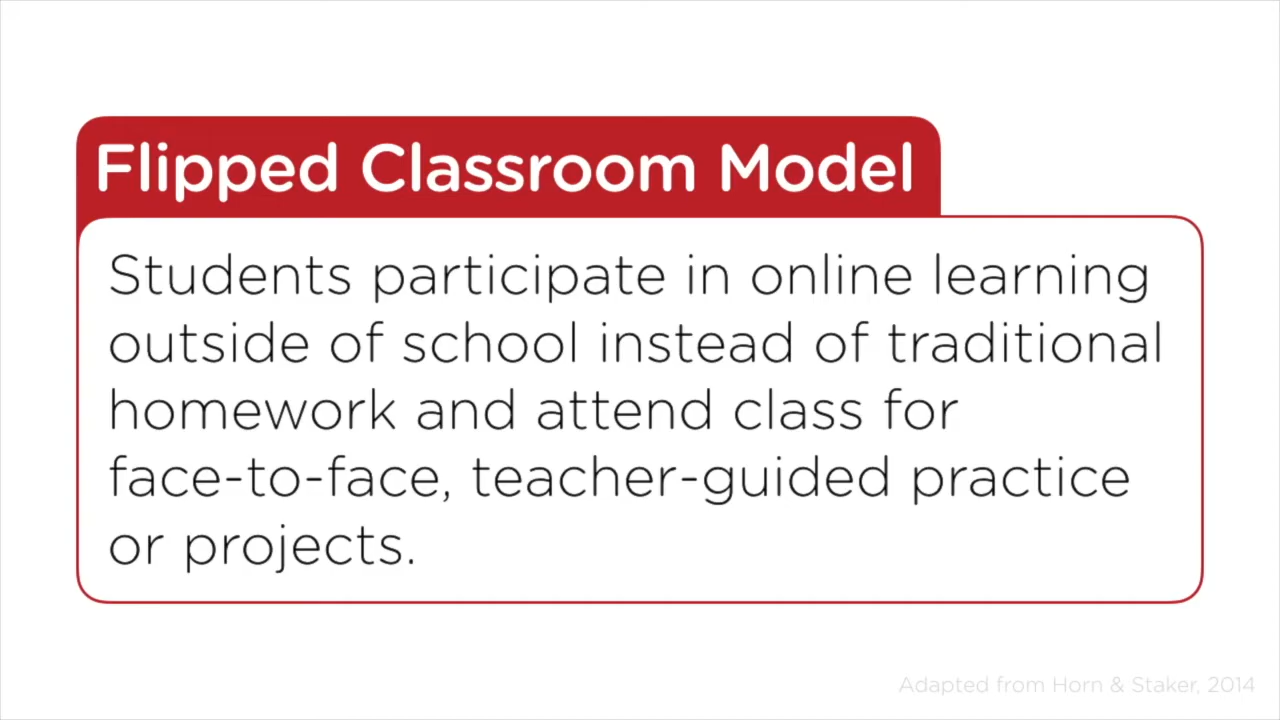 Flipped Classroom Model
Students participate in online learning
outside of school instead of traditional
homework and attend class for
face-to-face, teacher-guided practice
or projects.
Adapted from Horn & Staker, 2014